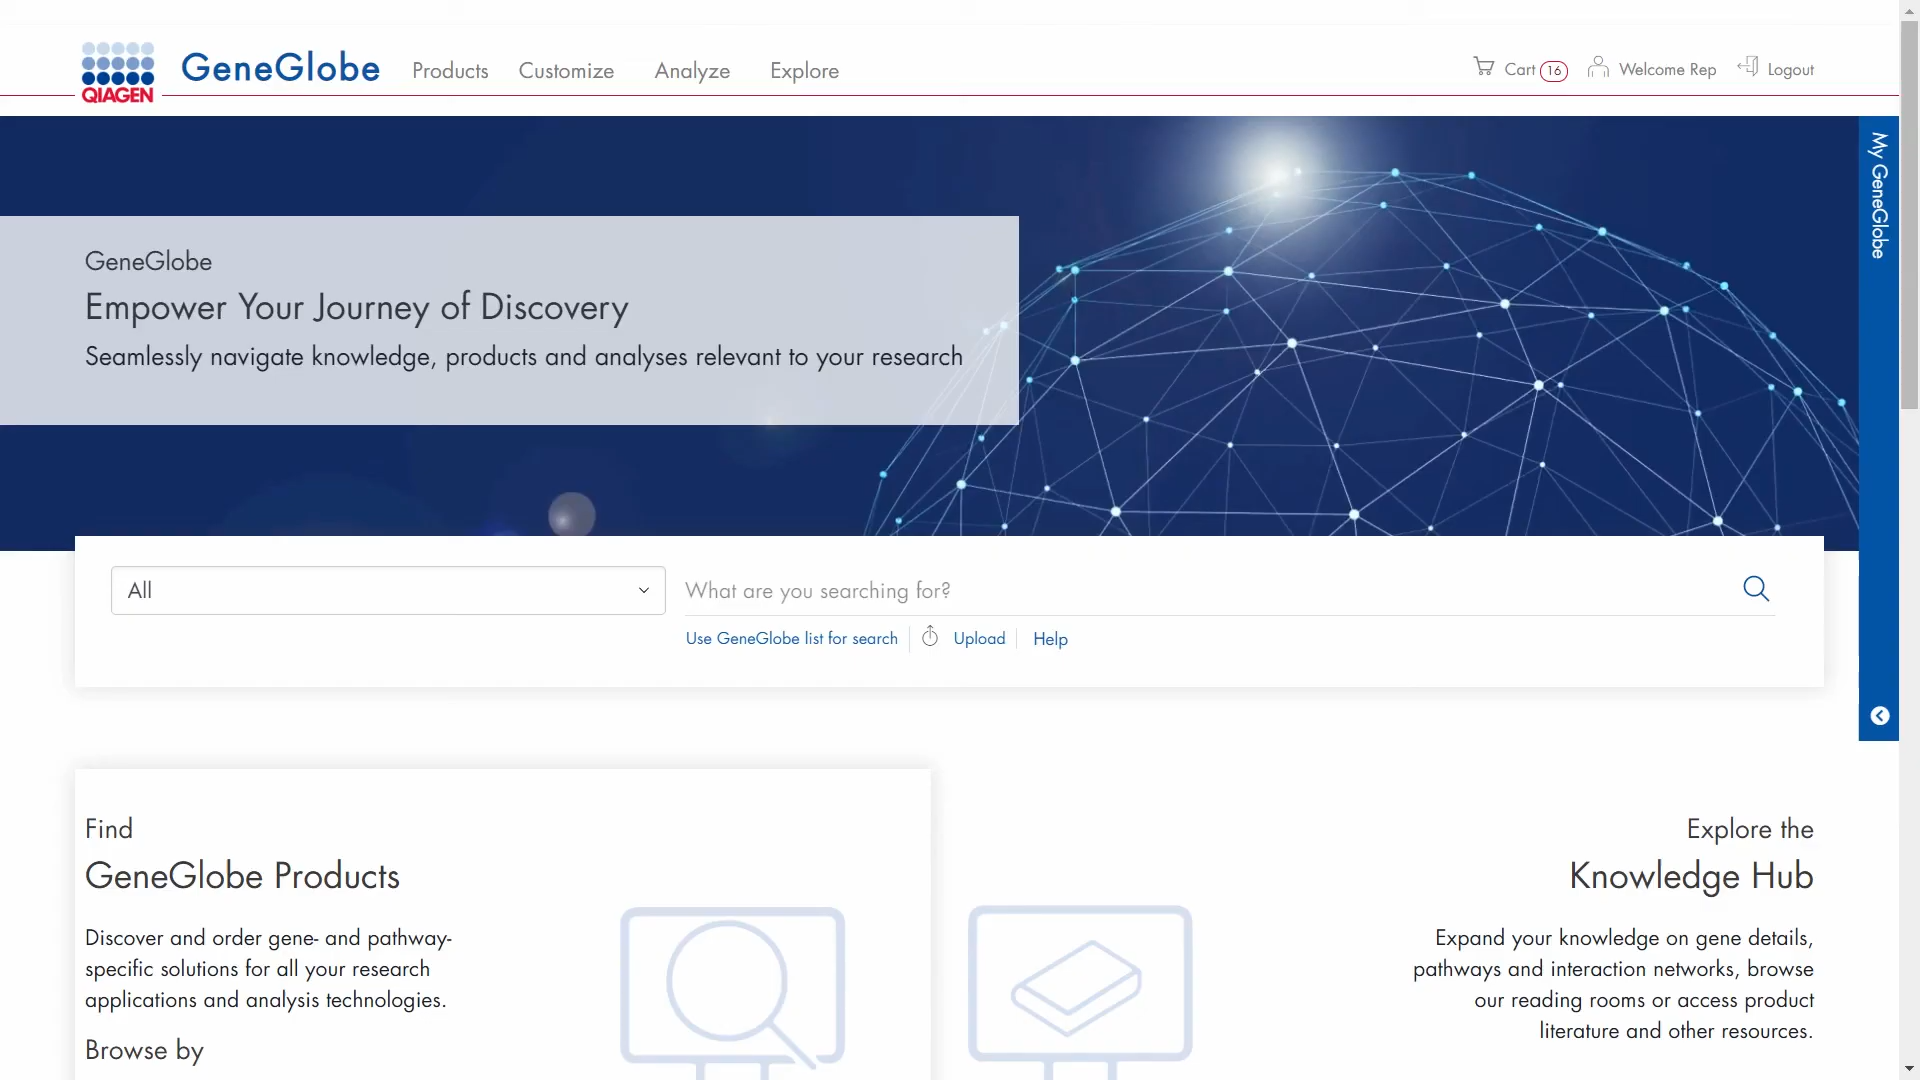 QIAGEN
GeneGlobe
Products
Customize
Analyze
Explore
Cart 16
Welcome Rep
Logout
My GeneGlobe
GeneGlobe
Empower Your Journey of Discovery
Seamlessly navigate knowledge, products and analyses relevant to your research
All
What are you searching for?
Use GeneGlobe list for search
Upload
Help
Find
GeneGlobe Products
Discover and order gene- and pathway-
specific solutions for all your research
applications and analysis technologies.
Browse by
Explore the
Knowledge Hub
Expand your knowledge on gene details,
pathways and interaction networks, browse
our reading rooms or access product
literature and other resources.